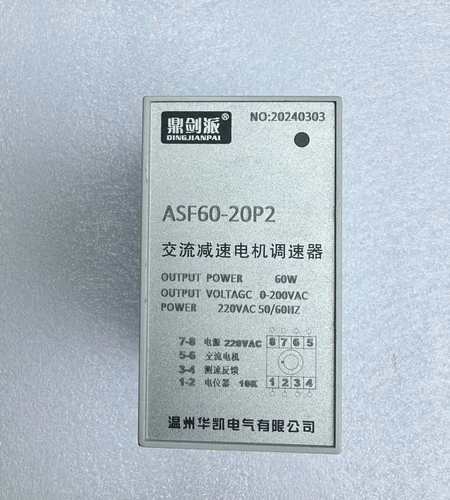 鼎剑派®
DINGJIANPAI
NO:20240303
ASF60-20P2
交流减速电机调速器
OUTPUT POWER 60W
OUTPUT VOLTAGC 0-200VAC
POWER 220VAC 50/60HZ
7-8 电源 220VAC
5-6 交流电机
3-4 测速反馈
1-2 电位器 10K
8 7 6 5
1 2 3 4
温州华凯电气有限公司